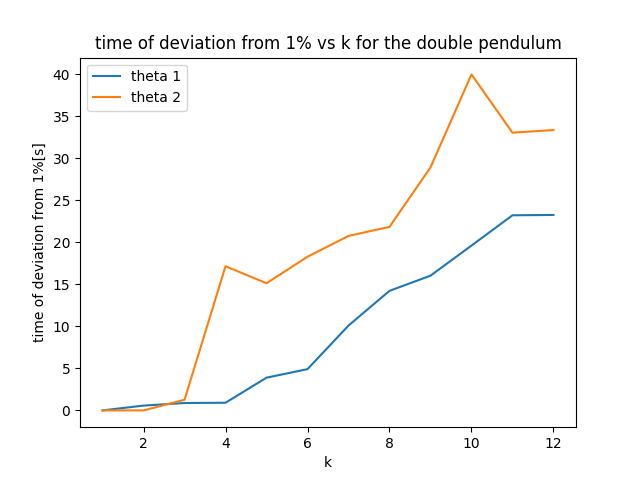 time of deviation from 1% vs k for the double pendulum
theta 1
theta 2
time of deviation from 1%[s]
40
35
30
25
20
15
10
5
0
2 4 6 8 10 12
k